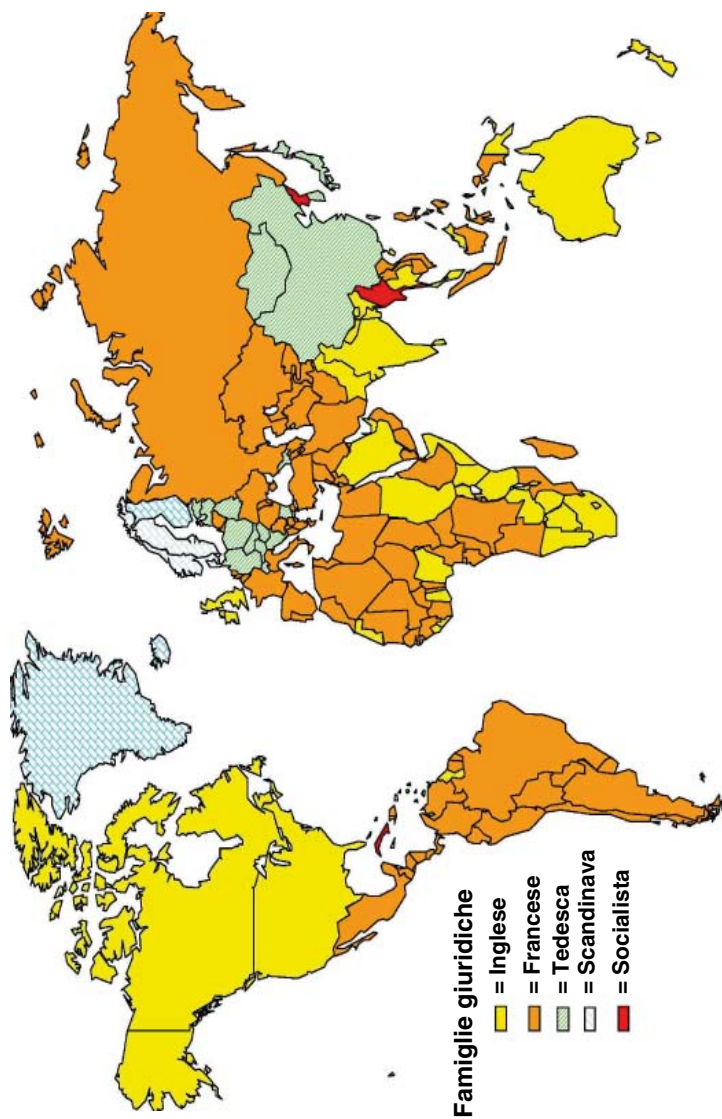 Famiglie giuridiche
= Inglese
= Francese
= Tedesca
= Scandinava
= Socialista